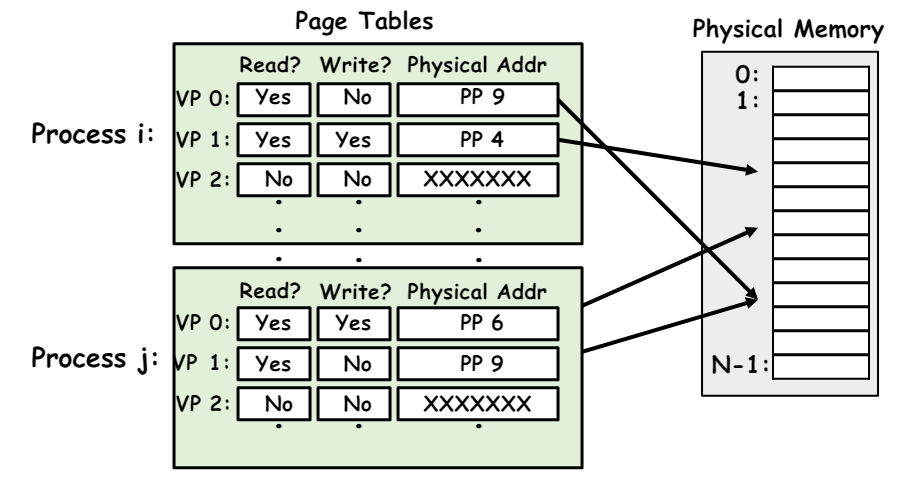 Page Tables
Physical Memory
Read? Write? Physical Addr
VP 0: Yes No PP 9
Process i: VP 1: Yes Yes PP 4
VP 2: No No XXXXXXX
Read? Write? Physical Addr
VP 0: Yes Yes PP 6
Process j: VP 1: Yes No PP 9
VP 2: No No XXXXXXX
0:
1:
N-1: